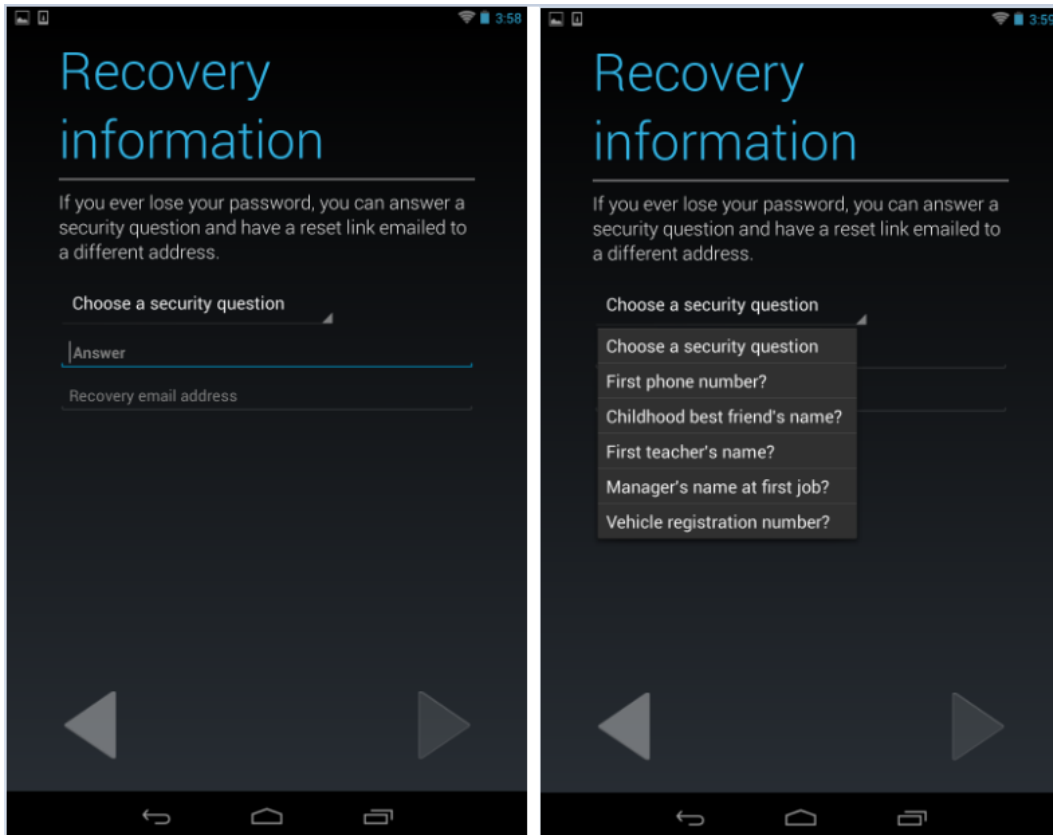 3:58
Recovery
information
If you ever lose your password, you can answer a
security question and have a reset link emailed to
a different address.
Choose a security question
Answer
Recovery email address
3:59
Recovery
information
If you ever lose your password, you can answer a
security question and have a reset link emailed to
a different address.
Choose a security question
Choose a security question
First phone number?
Childhood best friend's name?
First teacher's name?
Manager's name at first job?
Vehicle registration number?